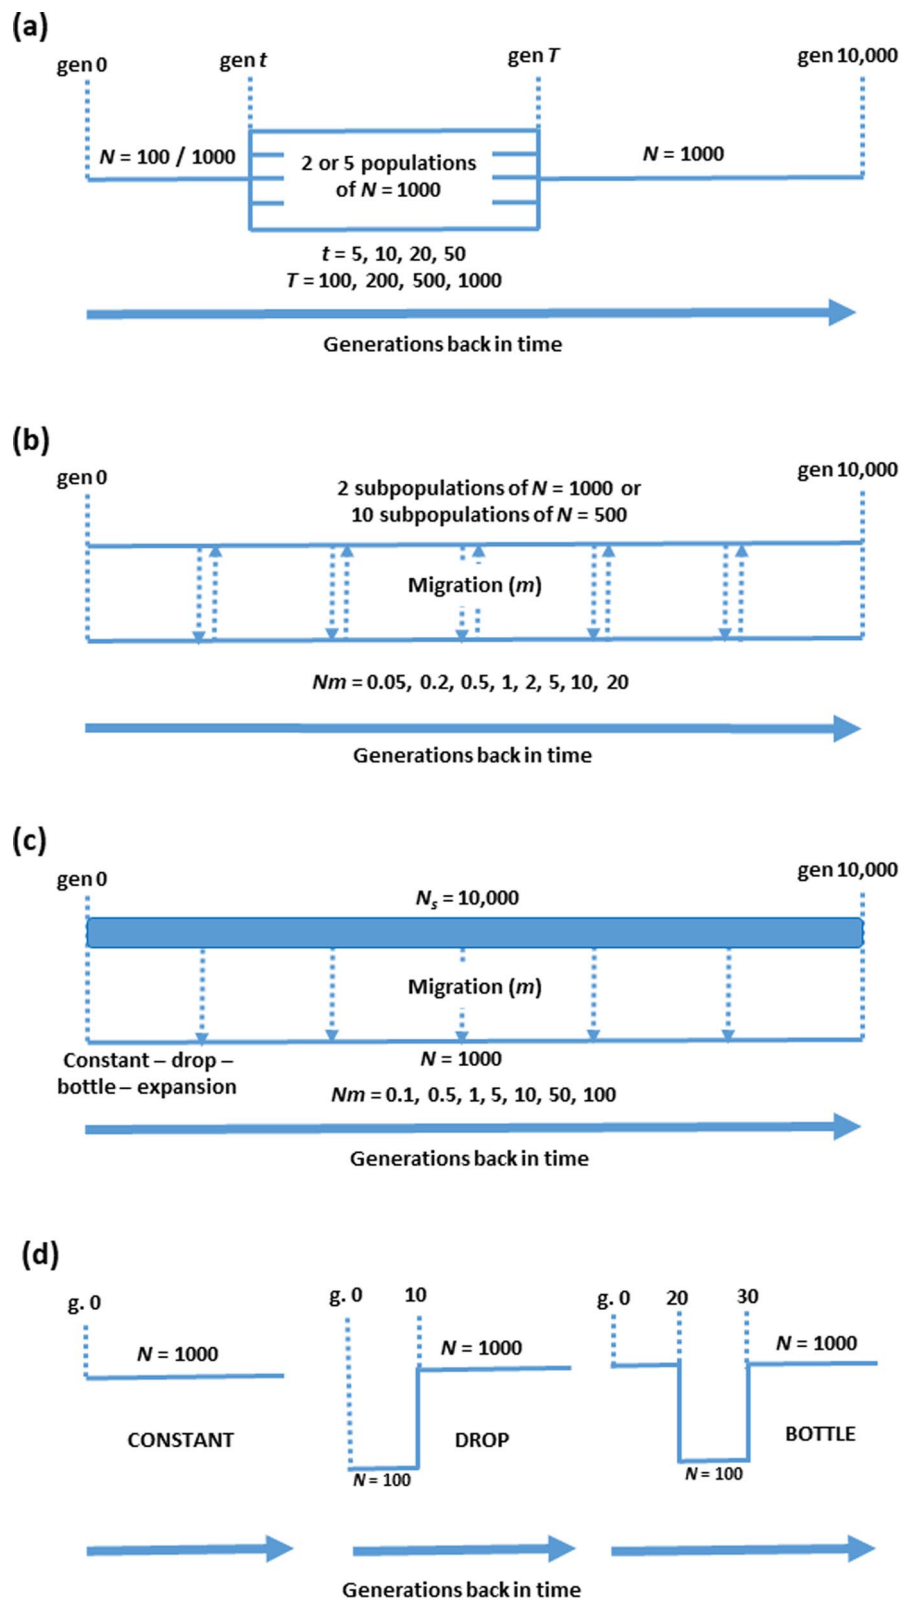 (a)
gen 0
gen t
gen T
gen 10,000
N = 100 / 1000
2 or 5 populations
of N = 1000
N = 1000
t = 5, 10, 20, 50
T = 100, 200, 500, 1000
Generations back in time
(b)
gen 0
gen 10,000
2 subpopulations of N = 1000 or
10 subpopulations of N = 500
Migration (m)
Nm = 0.05, 0.2, 0.5, 1, 2, 5, 10, 20
Generations back in time
(c)
gen 0
gen 10,000
Ns = 10,000
Migration (m)
Constant – drop –
bottle – expansion
N = 1000
Nm = 0.1, 0.5, 1, 5, 10, 50, 100
Generations back in time
(d)
g. 0
N = 1000
CONSTANT
g. 0
10
N = 1000
DROP
N = 100
g. 0
20
30
N = 1000
BOTTLE
N = 100
Generations back in time